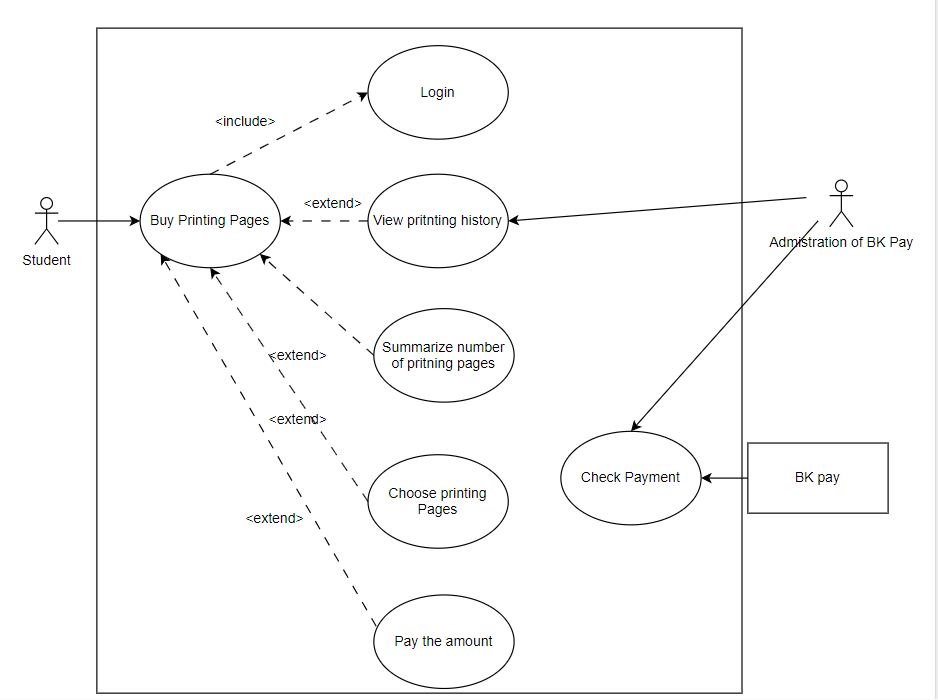 Login
<include>
<extend>
Buy Printing Pages
View pritnting history
Student
Admistration of BK Pay
Summarize number
of pritning pages
<extend>
<extend>
Check Payment
BK pay
Choose printing
Pages
<extend>
Pay the amount